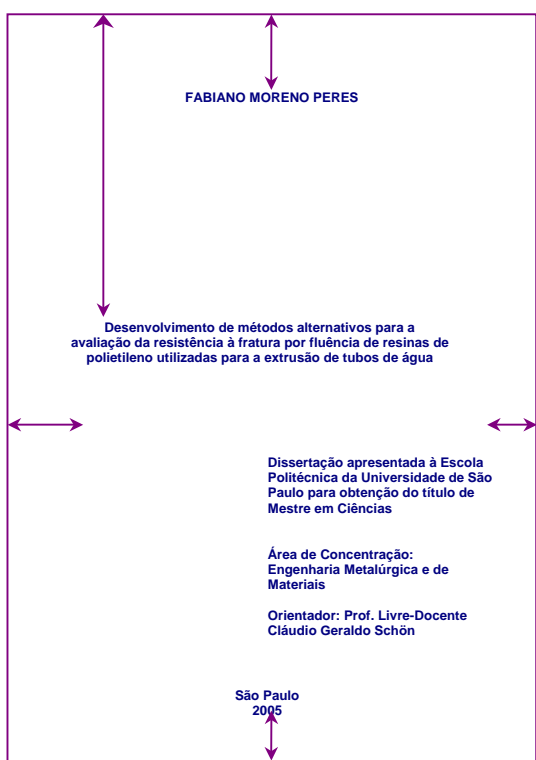 FABIANO MORENO PERES
Desenvolvimento de métodos alternativos para a
avaliação da resistência à fratura por fluência de resinas de
polietileno utilizadas para a extrusão de tubos de água
Dissertação apresentada à Escola
Politécnica da Universidade de São
Paulo para obtenção do título de
Mestre em Ciências
Área de Concentração:
Engenharia Metalúrgica e de
Materiais
Orientador: Prof. Livre-Docente
Cláudio Geraldo Schön
São Paulo
2005